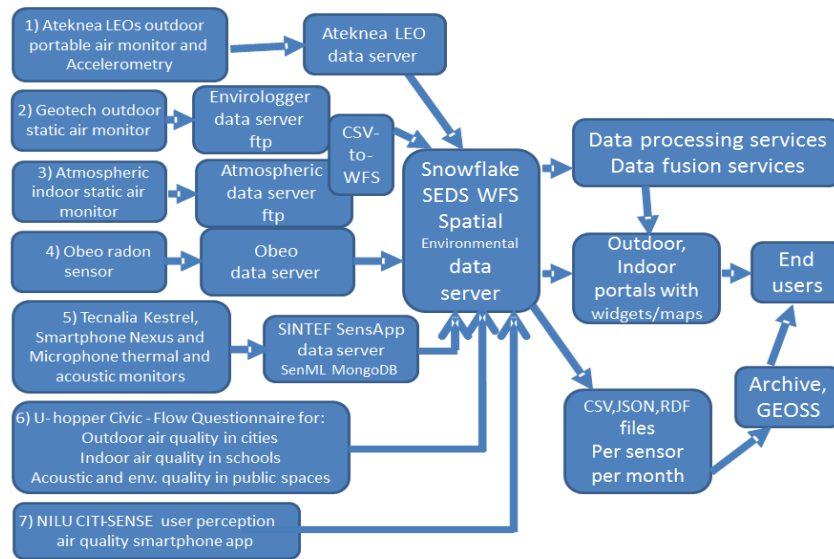 1) Ateknea LEOs outdoor
portable air monitor and
Accelerometry
Ateknea LEO
data server
2) Geotech outdoor
static air monitor
Envirologger
data server
ftp
CSV-
to-
WFS
3) Atmospheric
indoor static air
monitor
Atmospheric
data server
ftp
4) Obeo radon
sensor
Obeo
data server
5) Tecnalia Kestrel,
Smartphone Nexus and
Microphone thermal and
acoustic monitors
SINTEF SensApp
data server
SenML MongoDB
6) U-hopper Civic-Flow Questionnaire for:
Outdoor air quality in cities
Indoor air quality in schools
Acoustic and env. quality in public spaces
7) NILU CITI-SENSE user perception
air quality smartphone app
Snowflake
SEDS WFS
Spatial
Environmental
data
server
Data processing services
Data fusion services
Outdoor,
Indoor
portals with
widgets/maps
End
users
CSV,JSON,RDF
files
Per sensor
per month
Archive,
GEOSS